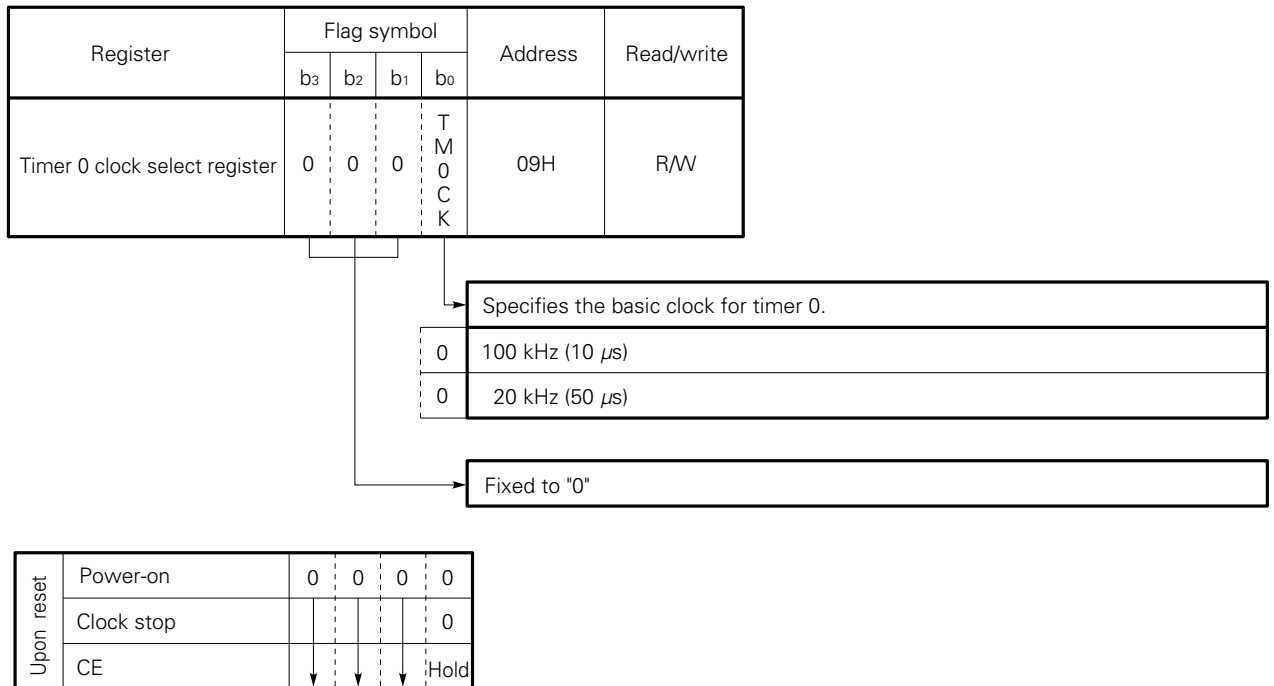 Register
Flag symbol
Address
Read/write
b3 b2 b1 b0
Timer 0 clock select register
0 0 0
T
M
0
C
K
09H
R/W
Specifies the basic clock for timer 0.
0 100 kHz (10 μs)
0 20 kHz (50 μs)
Fixed to "0"
Upon reset
Power-on 0 0 0 0
Clock stop 0
CE Hold